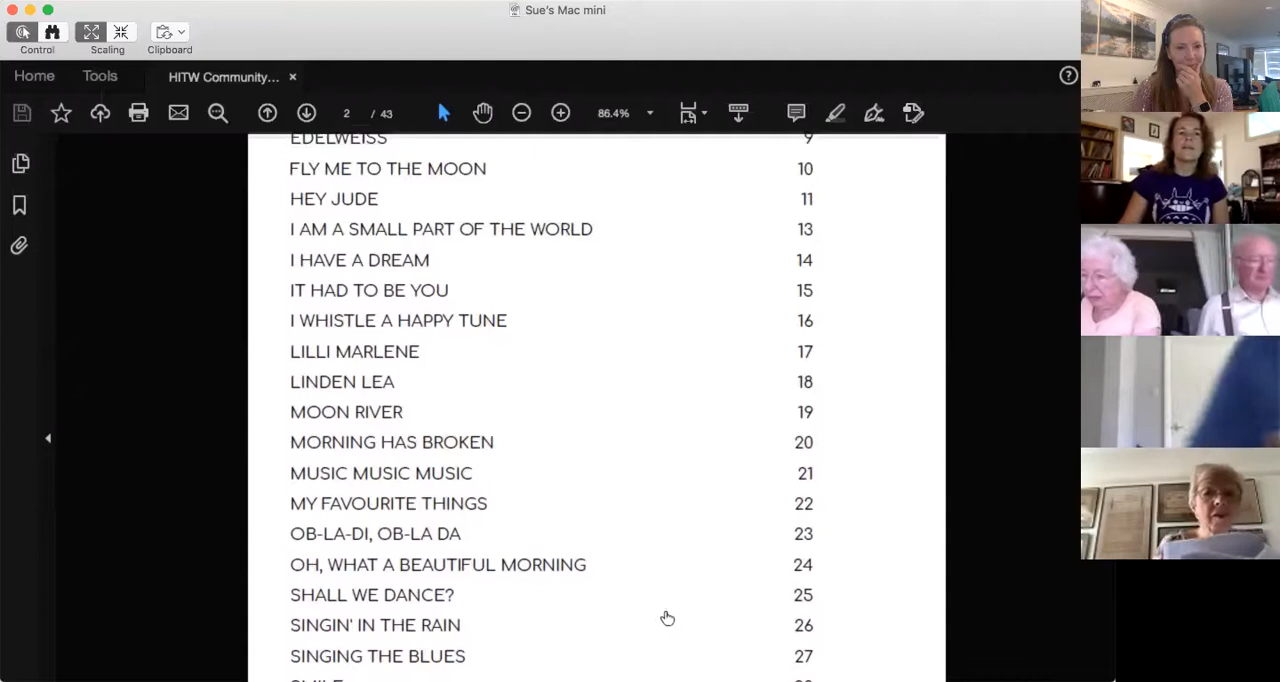 Sue's Mac mini
Control Scaling Clipboard
Home Tools HITW Community... × ?
2 / 43 86.4%
EDELWEISS 9
FLY ME TO THE MOON 10
HEY JUDE 11
I AM A SMALL PART OF THE WORLD 13
I HAVE A DREAM 14
IT HAD TO BE YOU 15
I WHISTLE A HAPPY TUNE 16
LILLI MARLENE 17
LINDEN LEA 18
MOON RIVER 19
MORNING HAS BROKEN 20
MUSIC MUSIC MUSIC 21
MY FAVOURITE THINGS 22
OB-LA-DI, OB-LA DA 23
OH, WHAT A BEAUTIFUL MORNING 24
SHALL WE DANCE? 25
SINGIN' IN THE RAIN 26
SINGING THE BLUES 27
SMILE